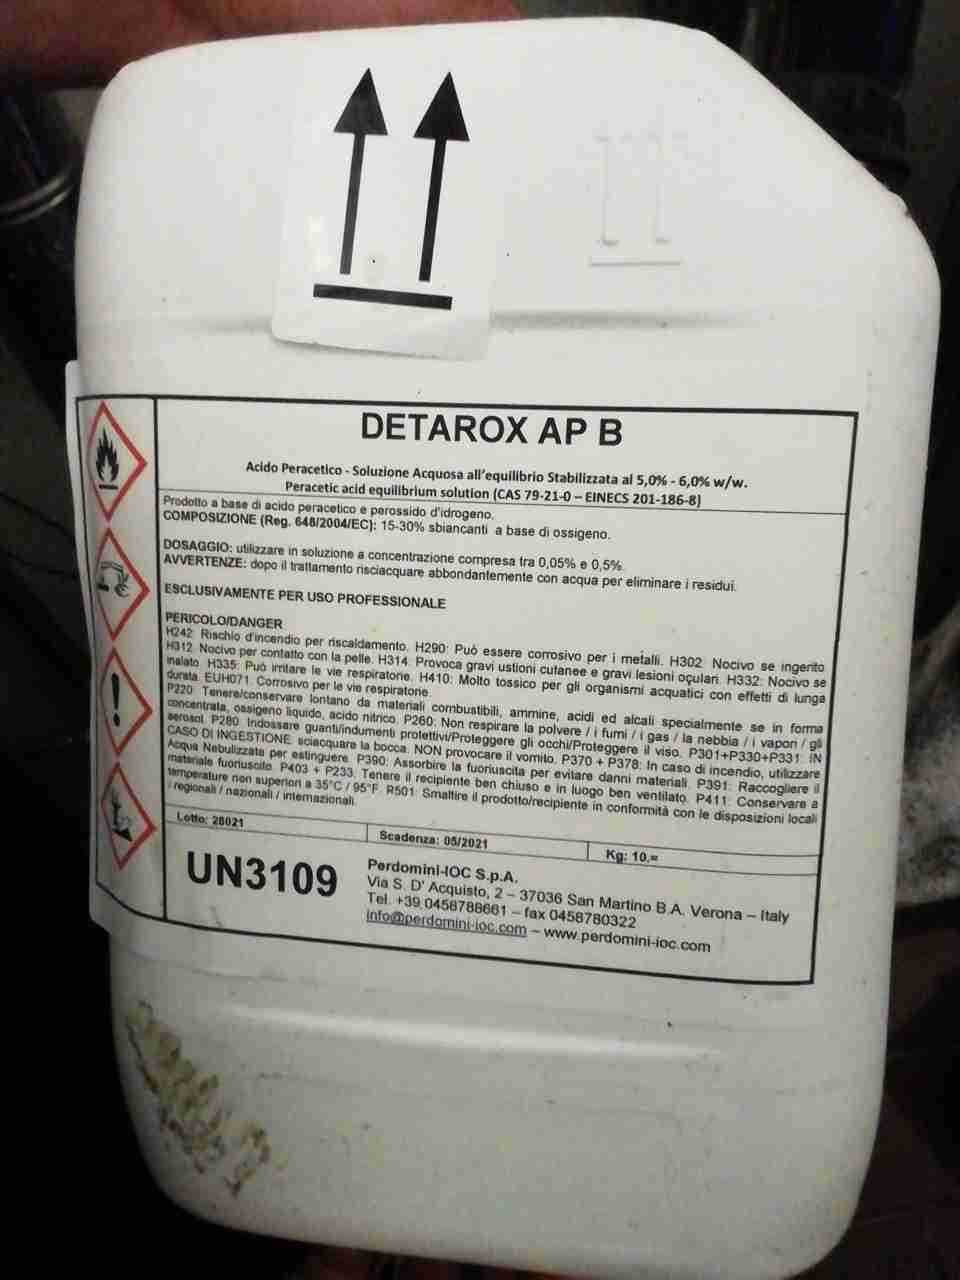 DETAROX AP B
Acido Peracetico - Soluzione Acquosa all'equilibrio Stabilizzata al 5,0% - 6,0% w/w.
Peracetic acid equilibrium solution (CAS 79-21-0 – EINECS 201-186-8)
Prodotto a base di acido peracetico e perossido d'idrogeno.
COMPOSIZIONE (Reg. 648/2004/EC): 15-30% sbiancanti a base di ossigeno.
DOSAGGIO: utilizzare in soluzione a concentrazione compresa tra 0,05% e 0,5%.
AVVERTENZE: dopo il trattamento risciacquare abbondantemente con acqua per eliminare i residui.
ESCLUSIVAMENTE PER USO PROFESSIONALE
PERICOLO/DANGER
H242: Rischio d'incendio per riscaldamento. H290: Può essere corrosivo per i metalli. H302: Nocivo se ingerito
H312: Nocivo per contatto con la pelle. H314: Provoca gravi ustioni cutanee e gravi lesioni oculari. H332: Nocivo se
inalato. H335: Può irritare le vie respiratorie. H410: Molto tossico per gli organismi acquatici con effetti di lunga
durata. EUH071: Corrosivo per le vie respiratorie.
P220: Tenere/conservare lontano da materiali combustibili, ammine, acidi ed alcali specialmente se in forma
concentrata, ossigeno liquido, acido nitrico. P260: Non respirare la polvere / i fumi / i gas / la nebbia / i vapori / gli
aerosol. P280: Indossare guanti/indumenti protettivi/Proteggere gli occhi/Proteggere il viso. P301+P330+P331: IN
CASO DI INGESTIONE: sciacquare la bocca. NON provocare il vomito. P370 + P378: In caso di incendio, utilizzare
Acqua Nebulizzata per estinguere. P390: Assorbire la fuoriuscita per evitare danni materiali. P391: Raccogliere il
materiale fuoriuscito. P403 + P233: Tenere il recipiente ben chiuso e in luogo ben ventilato. P411: Conservare a
temperature non superiori a 35°C / 95°F. R501: Smaltire il prodotto/recipiente in conformità con le disposizioni locali
/ regionali / nazionali / internazionali.
Lotto: 28021 Scadenza: 05/2021 Kg: 10.=
UN3109
Perdomini-IOC S.p.A.
Via S. D' Acquisto, 2 – 37036 San Martino B.A. Verona – Italy
Tel. +39 0458788661 – fax 0458780322
info@perdomini-ioc.com – www.perdomini-ioc.com